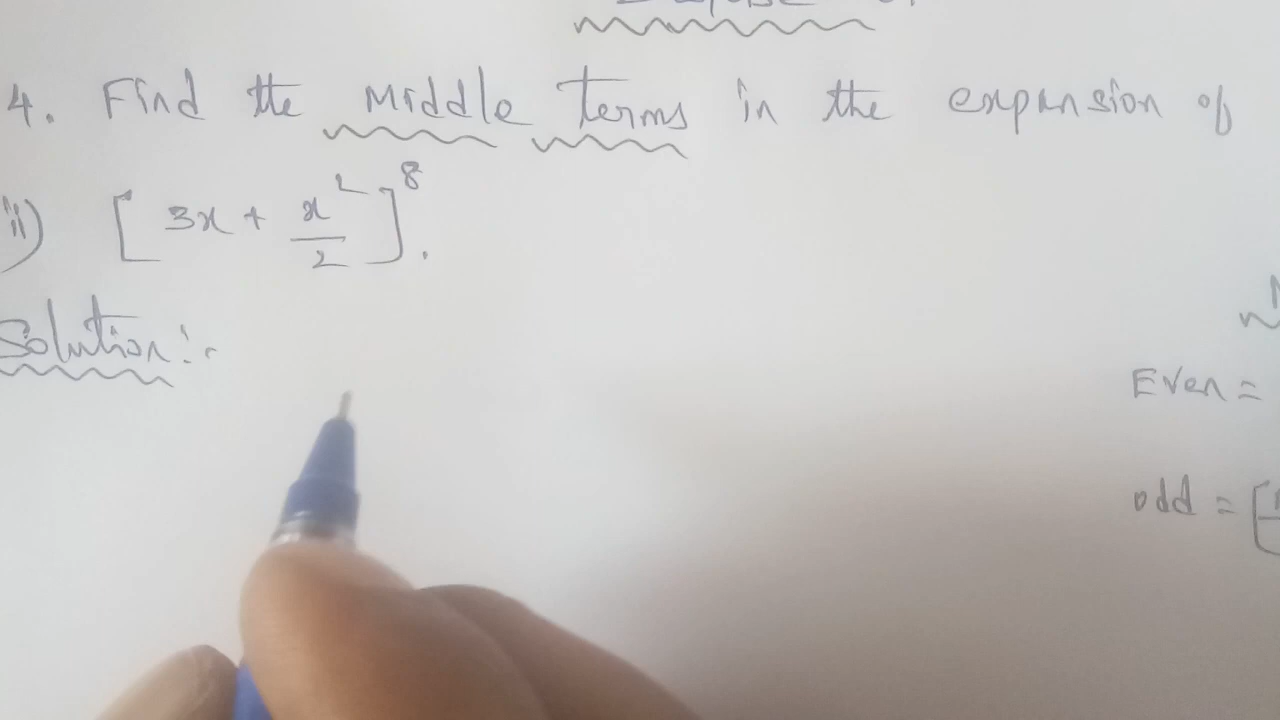 4. Find the Middle terms in the expansion of
ii) [3x + x²/2]⁸.
Solution:-
Even =
odd = [